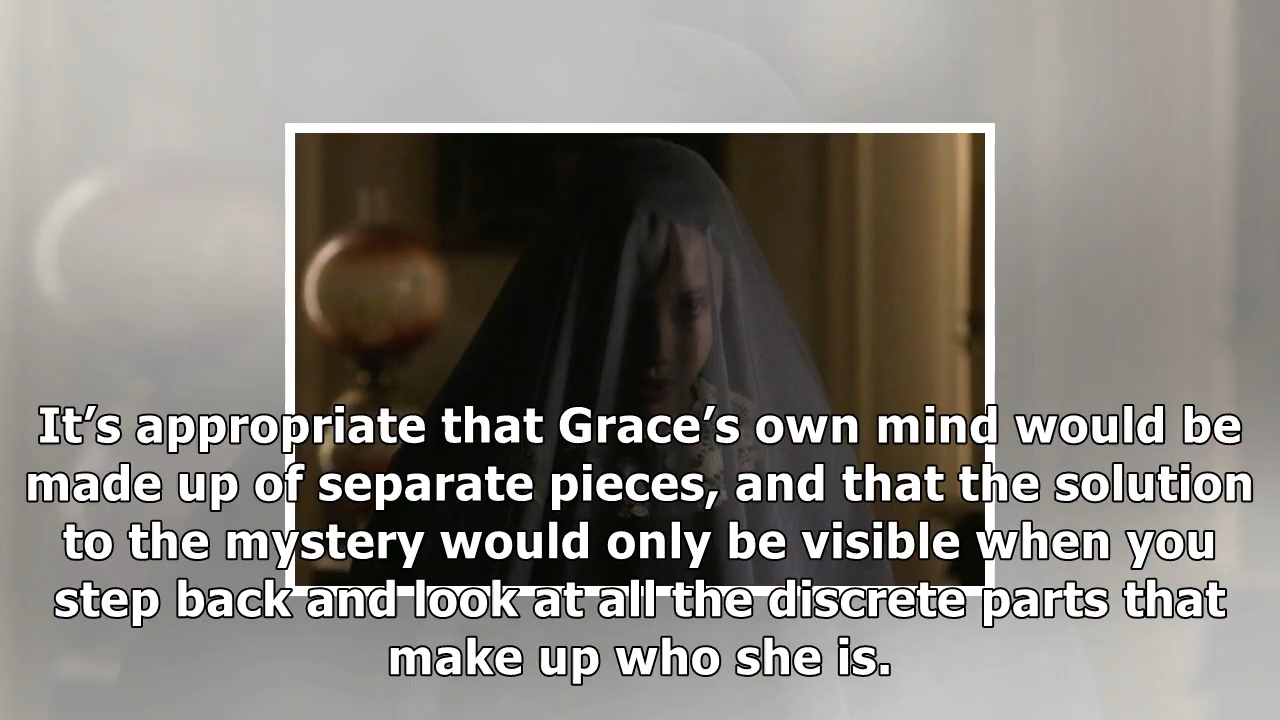 It’s appropriate that Grace’s own mind would be
made up of separate pieces, and that the solution
to the mystery would only be visible when you
step back and look at all the discrete parts that
make up who she is.